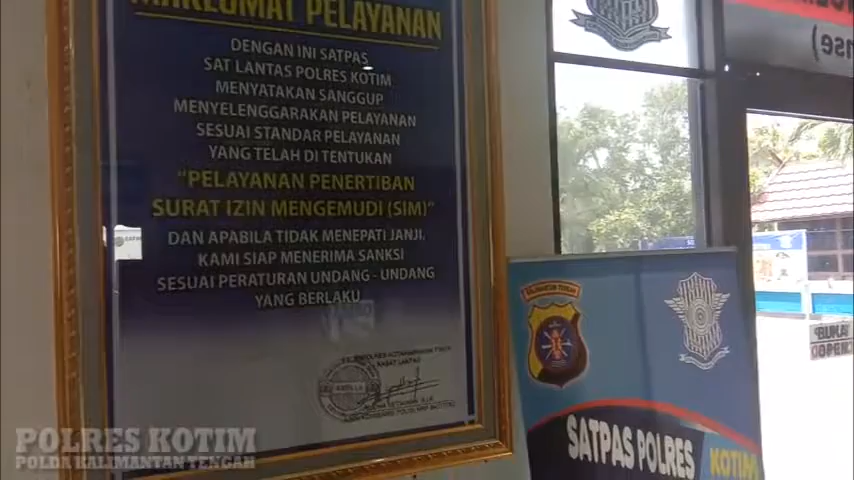 MAKLUMAT PELAYANAN
DENGAN INI SATPAS
SAT LANTAS POLRES KOTIM
MENYATAKAN SANGGUP
MENYELENGGARAKAN PELAYANAN
SESUAI STANDAR PELAYANAN
YANG TELAH DI TENTUKAN
"PELAYANAN PENERTIBAN
SURAT IZIN MENGEMUDI (SIM)"
DAN APABILA TIDAK MENEPATI JANJI,
KAMI SIAP MENERIMA SANKSI
SESUAI PERATURAN UNDANG - UNDANG
YANG BERLAKU
KALIMANTAN TENGAH
SATPAS POLRES KOTIM
BUKA
OPEN
POLRES KOTIM
POLDA KALIMANTAN TENGAH